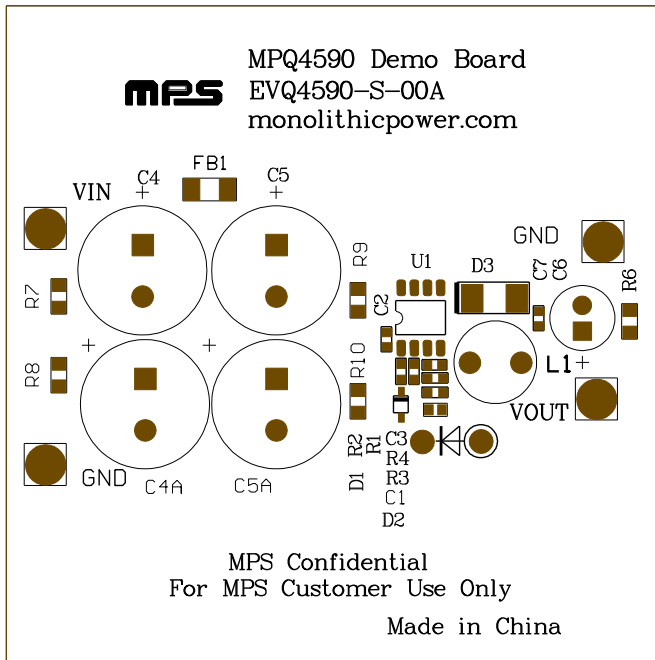 MPQ4590 Demo Board
mps
EVQ4590-S-00A
monolithicpower.com
FB1
C4
C5
VIN
+
+
GND
R9
U1
D3
C7
C6
R6
R7
C2
+
+
R8
R10
L1+
VOUT
GND
C4A
C5A
D1
R2
R1
C3
R4
R3
C1
D2
MPS Confidential
For MPS Customer Use Only
Made in China